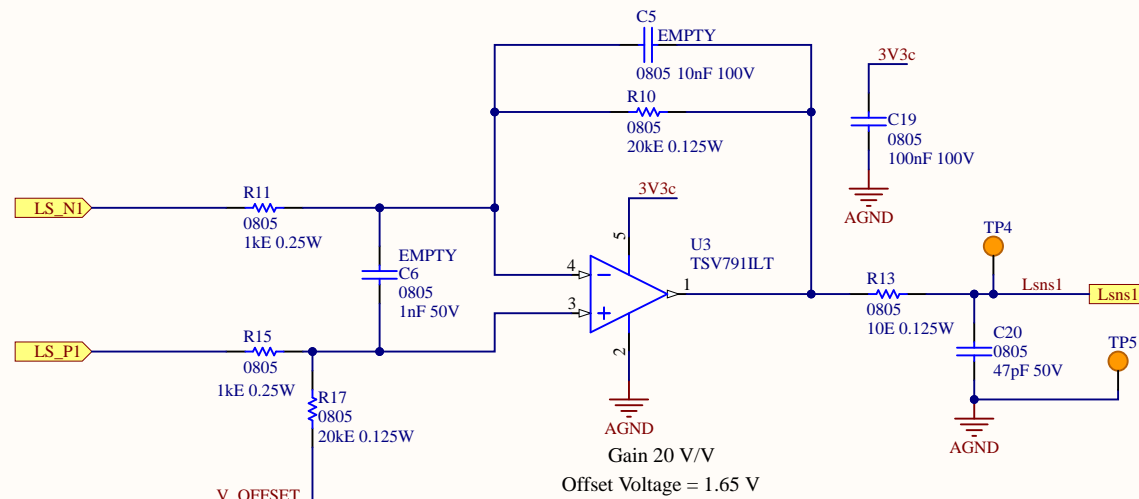 C5
EMPTY
0805 10nF 100V
R10
0805
20kE 0.125W
3V3c
C19
0805
100nF 100V
AGND
LS_N1
R11
0805
1kE 0.25W
EMPTY
C6
0805
1nF 50V
3V3c
5
U3
TSV791ILT
4
3
1
2
AGND
R13
0805
10E 0.125W
TP4
Lsns1
Lsns1
C20
0805
47pF 50V
TP5
AGND
LS_P1
R15
0805
1kE 0.25W
R17
0805
20kE 0.125W
V_OFFSET
Gain 20 V/V
Offset Voltage = 1.65 V